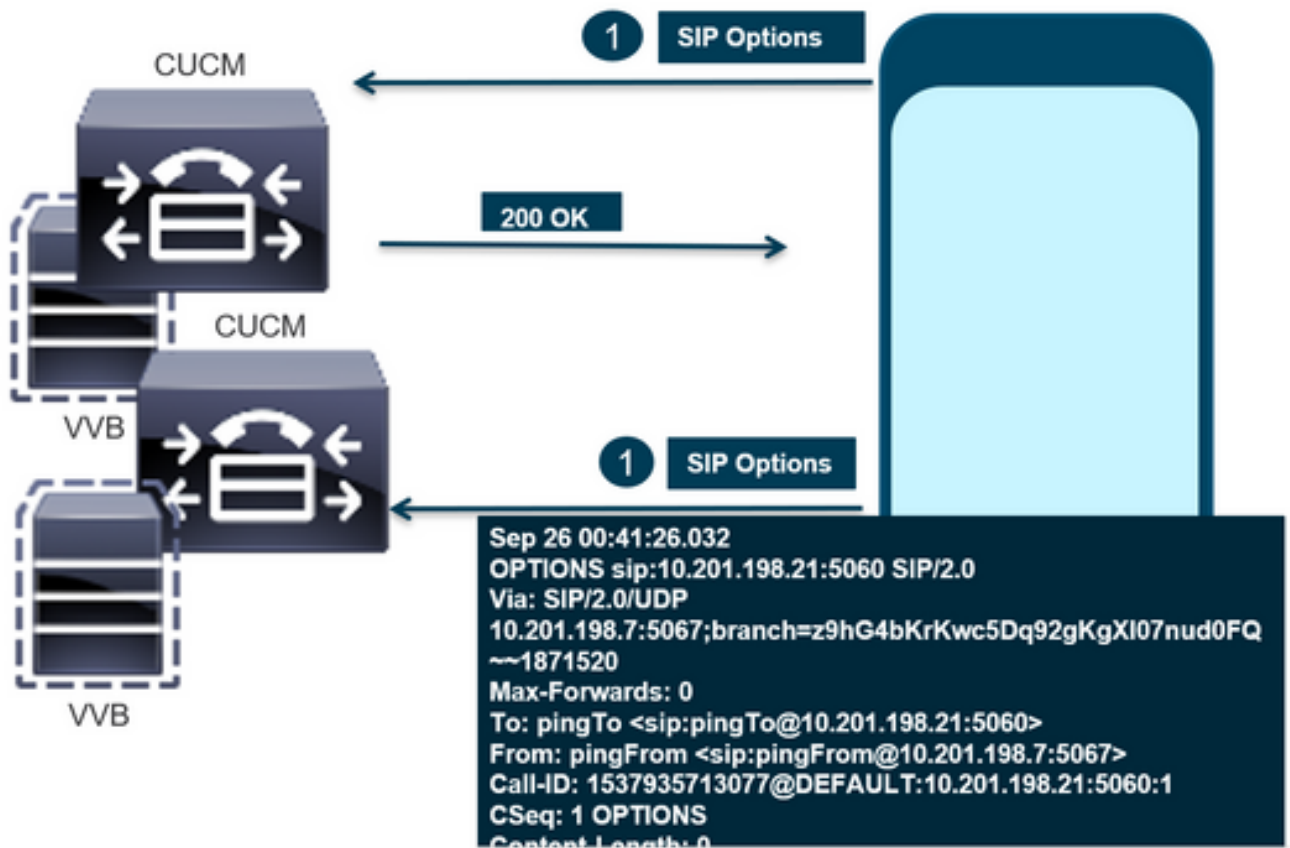 1 SIP Options
CUCM
200 OK
CUCM
VVB
1 SIP Options
VVB
Sep 26 00:41:26.032
OPTIONS sip:10.201.198.21:5060 SIP/2.0
Via: SIP/2.0/UDP
10.201.198.7:5067;branch=z9hG4bKrKwc5Dq92gKgXI07nud0FQ
~~1871520
Max-Forwards: 0
To: pingTo <sip:pingTo@10.201.198.21:5060>
From: pingFrom <sip:pingFrom@10.201.198.7:5067>
Call-ID: 1537935713077@DEFAULT:10.201.198.21:5060:1
CSeq: 1 OPTIONS
Content-Length: 0